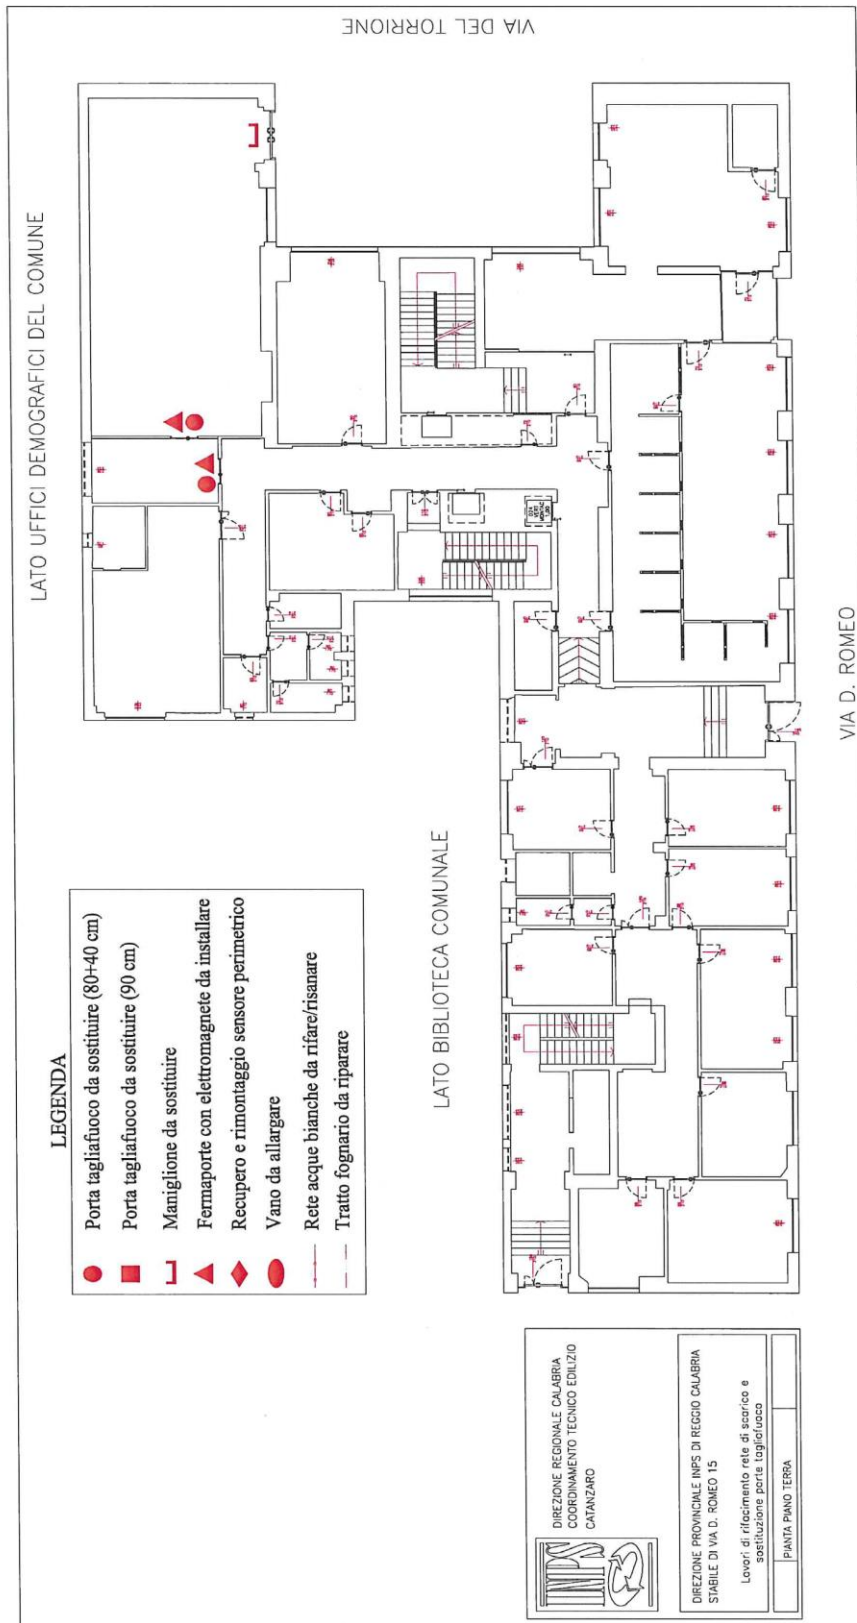 VIA DEL TORRIONE
LATO UFFICI DEMOGRAFICI DEL COMUNE
LEGENDA
Porta tagliafuoco da sostituire (80+40 cm)
Porta tagliafuoco da sostituire (90 cm)
Maniglione da sostituire
Fermaporte con elettromagnete da installare
Recupero e rimontaggio sensore perimetrico
Vano da allargare
Rete acque bianche da rifare/risanare
Tratto fognario da riparare
LATO BIBLIOTECA COMUNALE
VIA D. ROMEO
INPS
DIREZIONE REGIONALE CALABRIA
COORDINAMENTO TECNICO EDILIZIO
CATANZARO
DIREZIONE PROVINCIALE INPS DI REGGIO CALABRIA
STABILE DI VIA D. ROMEO 15
Lavori di rifacimento rete di scarico e
sostituzione porte tagliafuoco
PIANTA PIANO TERRA